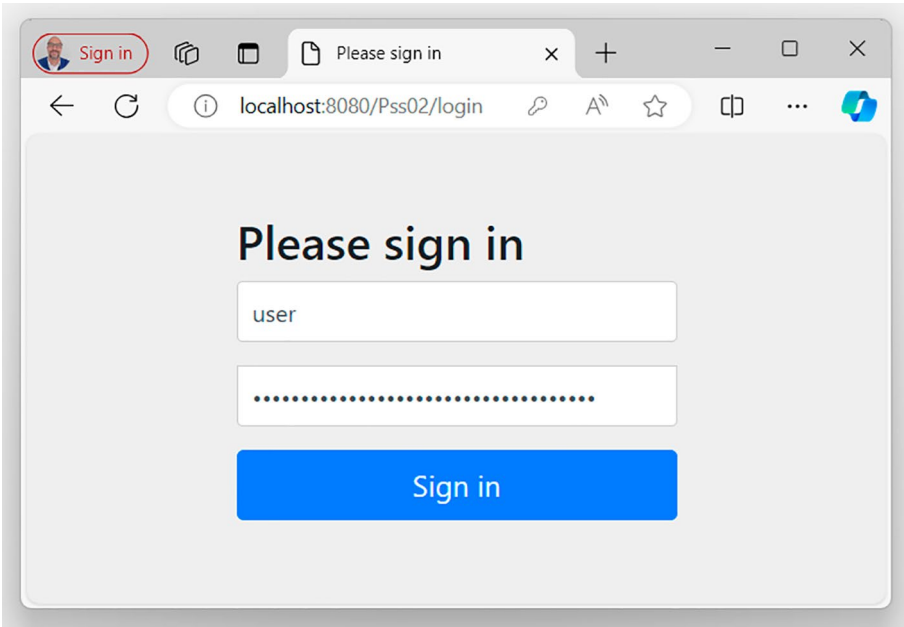 Sign in
Please sign in
localhost:8080/Pss02/login
Please sign in
user
••••••••••••••••••••••••••••••••••••
Sign in